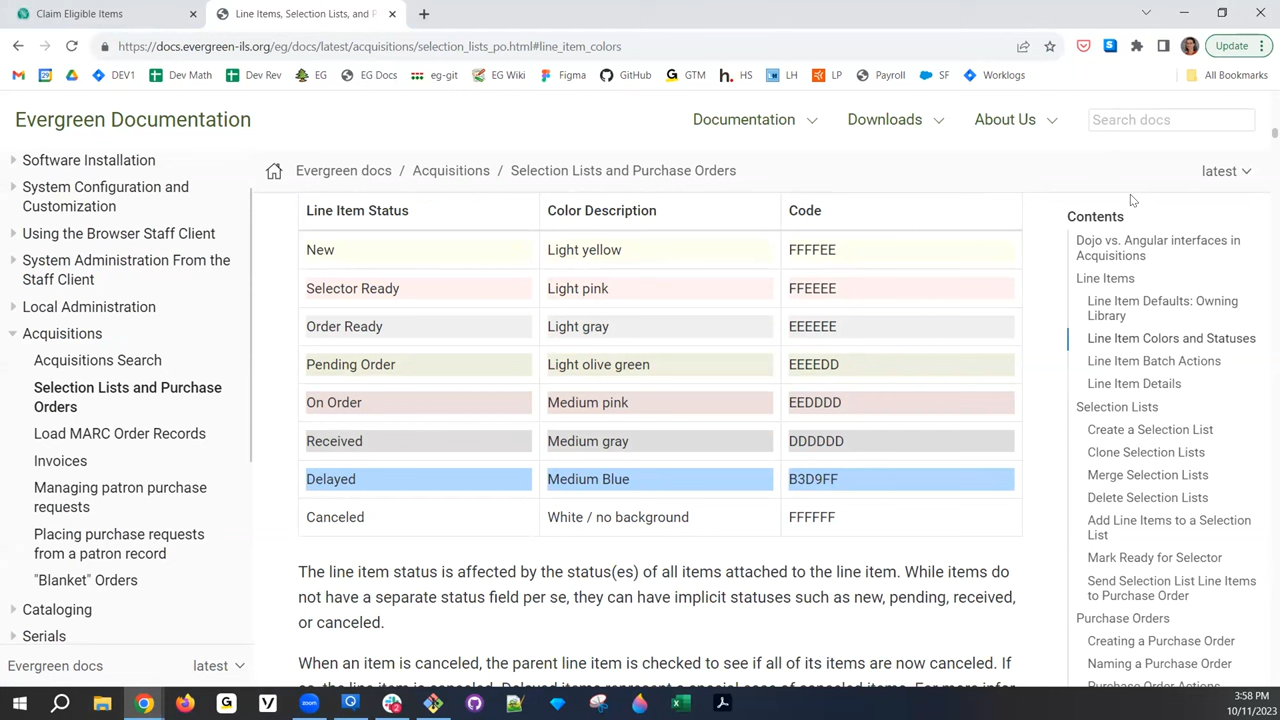 Claim Eligible Items
Line Items, Selection Lists, and P
https://docs.evergreen-ils.org/eg/docs/latest/acquisitions/selection_lists_po.html#line_item_colors
Update
DEV1
Dev Math
Dev Rev
EG
EG Docs
eg-git
EG Wiki
Figma
GitHub
GTM
HS
LH
LP
Payroll
SF
Worklogs
All Bookmarks
Evergreen Documentation
Documentation
Downloads
About Us
Search docs
Software Installation
System Configuration and
Customization
Using the Browser Staff Client
System Administration From the
Staff Client
Local Administration
Acquisitions
Acquisitions Search
Selection Lists and Purchase
Orders
Load MARC Order Records
Invoices
Managing patron purchase
requests
Placing purchase requests
from a patron record
"Blanket" Orders
Cataloging
Serials
Evergreen docs
latest
Evergreen docs / Acquisitions / Selection Lists and Purchase Orders
latest
Line Item Status Color Description Code
New Light yellow FFFFEE
Selector Ready Light pink FFEEEE
Order Ready Light gray EEEEEE
Pending Order Light olive green EEEEDD
On Order Medium pink EEDDDD
Received Medium gray DDDDDD
Delayed Medium Blue B3D9FF
Canceled White / no background FFFFFF
The line item status is affected by the status(es) of all items attached to the line item. While items do
not have a separate status field per se, they can have implicit statuses such as new, pending, received,
or canceled.
When an item is canceled, the parent line item is checked to see if all of its items are now canceled. If
Contents
Dojo vs. Angular interfaces in
Acquisitions
Line Items
Line Item Defaults: Owning
Library
Line Item Colors and Statuses
Line Item Batch Actions
Line Item Details
Selection Lists
Create a Selection List
Clone Selection Lists
Merge Selection Lists
Delete Selection Lists
Add Line Items to a Selection
List
Mark Ready for Selector
Send Selection List Line Items
to Purchase Order
Purchase Orders
Creating a Purchase Order
Naming a Purchase Order
Purchase Order Actions
3:58 PM
10/11/2023